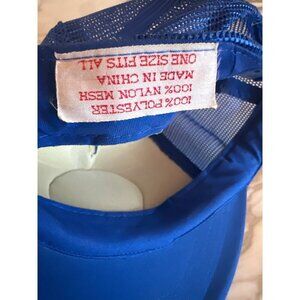 100% POLYESTER
100% NYLON MESH
MADE IN CHINA
ONE SIZE FITS ALL